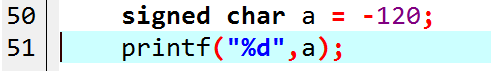 50 signed char a = -120;
51 printf("%d",a);